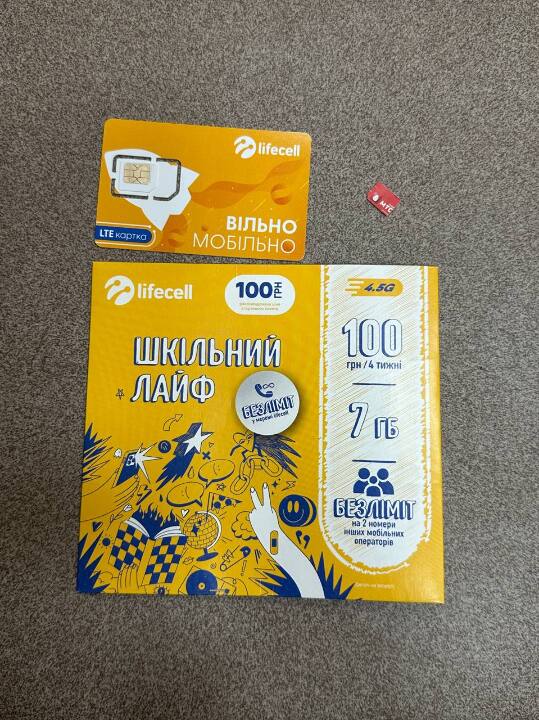 lifecell
ВІЛЬНО
МОБІЛЬНО
LTE картка
МТС
lifecell
100 ГРН
4.5G
ШКІЛЬНИЙ
ЛАЙФ
БЕЗЛІМІТ
у мережі lifecell
100
грн/4 тижні
7 ГБ
БЕЗЛІМІТ
на 2 номери
інших мобільних
операторів